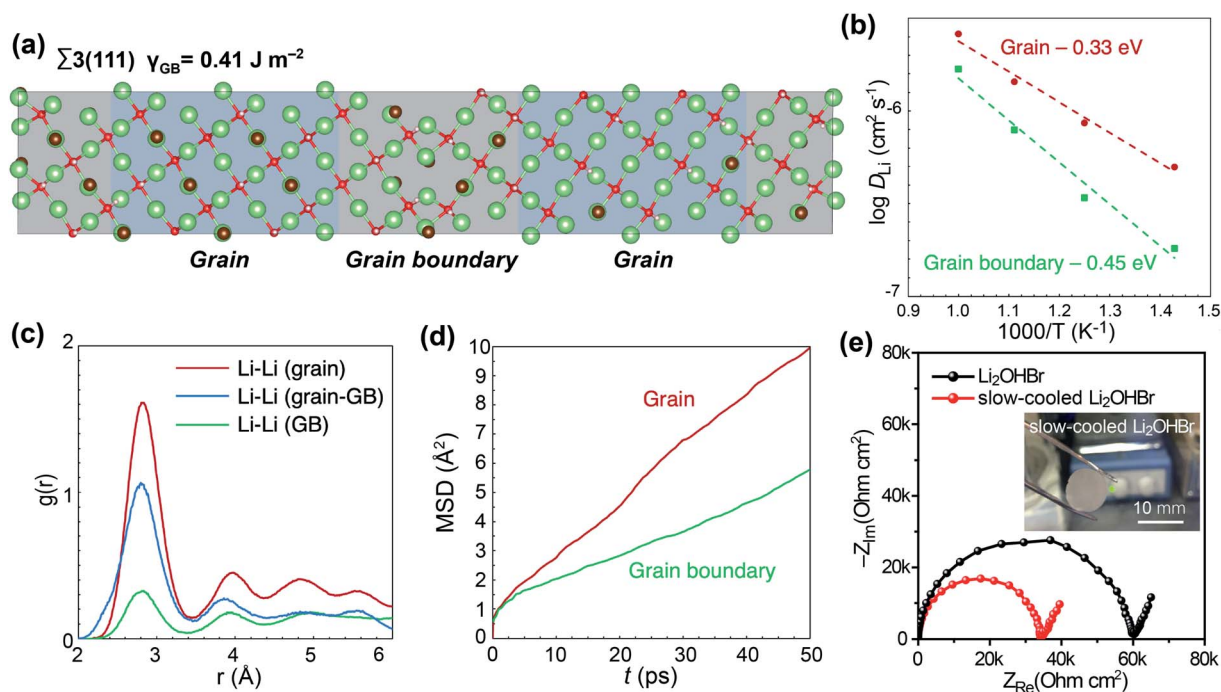 (a)
∑3(111) γGB= 0.41 J m−2
Grain
Grain boundary
Grain
(b)
log DLi (cm2 s-1)
-6
-7
Grain – 0.33 eV
Grain boundary – 0.45 eV
0.9 1.0 1.1 1.2 1.3 1.4 1.5
1000/T (K-1)
(c)
g(r)
2
1
0
Li-Li (grain)
Li-Li (grain-GB)
Li-Li (GB)
2 3 4 5 6
r (Å)
(d)
MSD (Å2)
10
9
8
7
6
5
4
3
2
1
0
Grain
Grain boundary
0 10 20 30 40 50
t (ps)
(e)
–ZIm(Ohm cm2)
80k
60k
40k
20k
0
Li2OHBr
slow-cooled Li2OHBr
slow-cooled Li2OHBr
10 mm
0 20k 40k 60k 80k
ZRe(Ohm cm2)